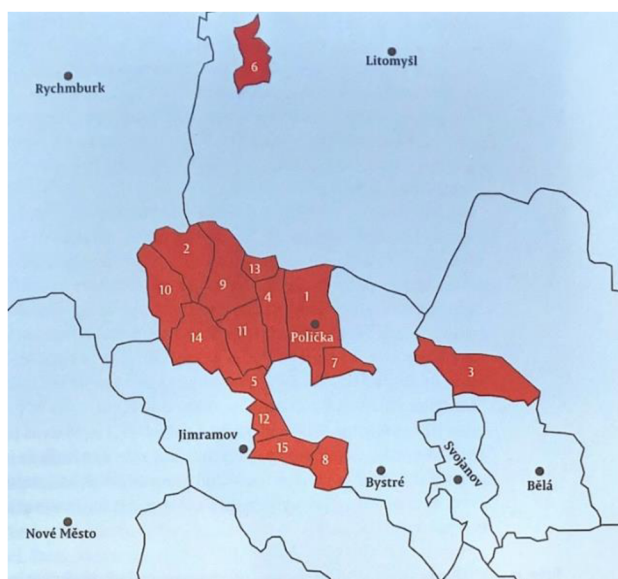 6
Litomyšl
Rychmburk
2
13
10
9
4
1
11
14
Polička
7
3
5
12
Jimramov
15
8
Svojanov
Bystré
Bělá
Nové Město